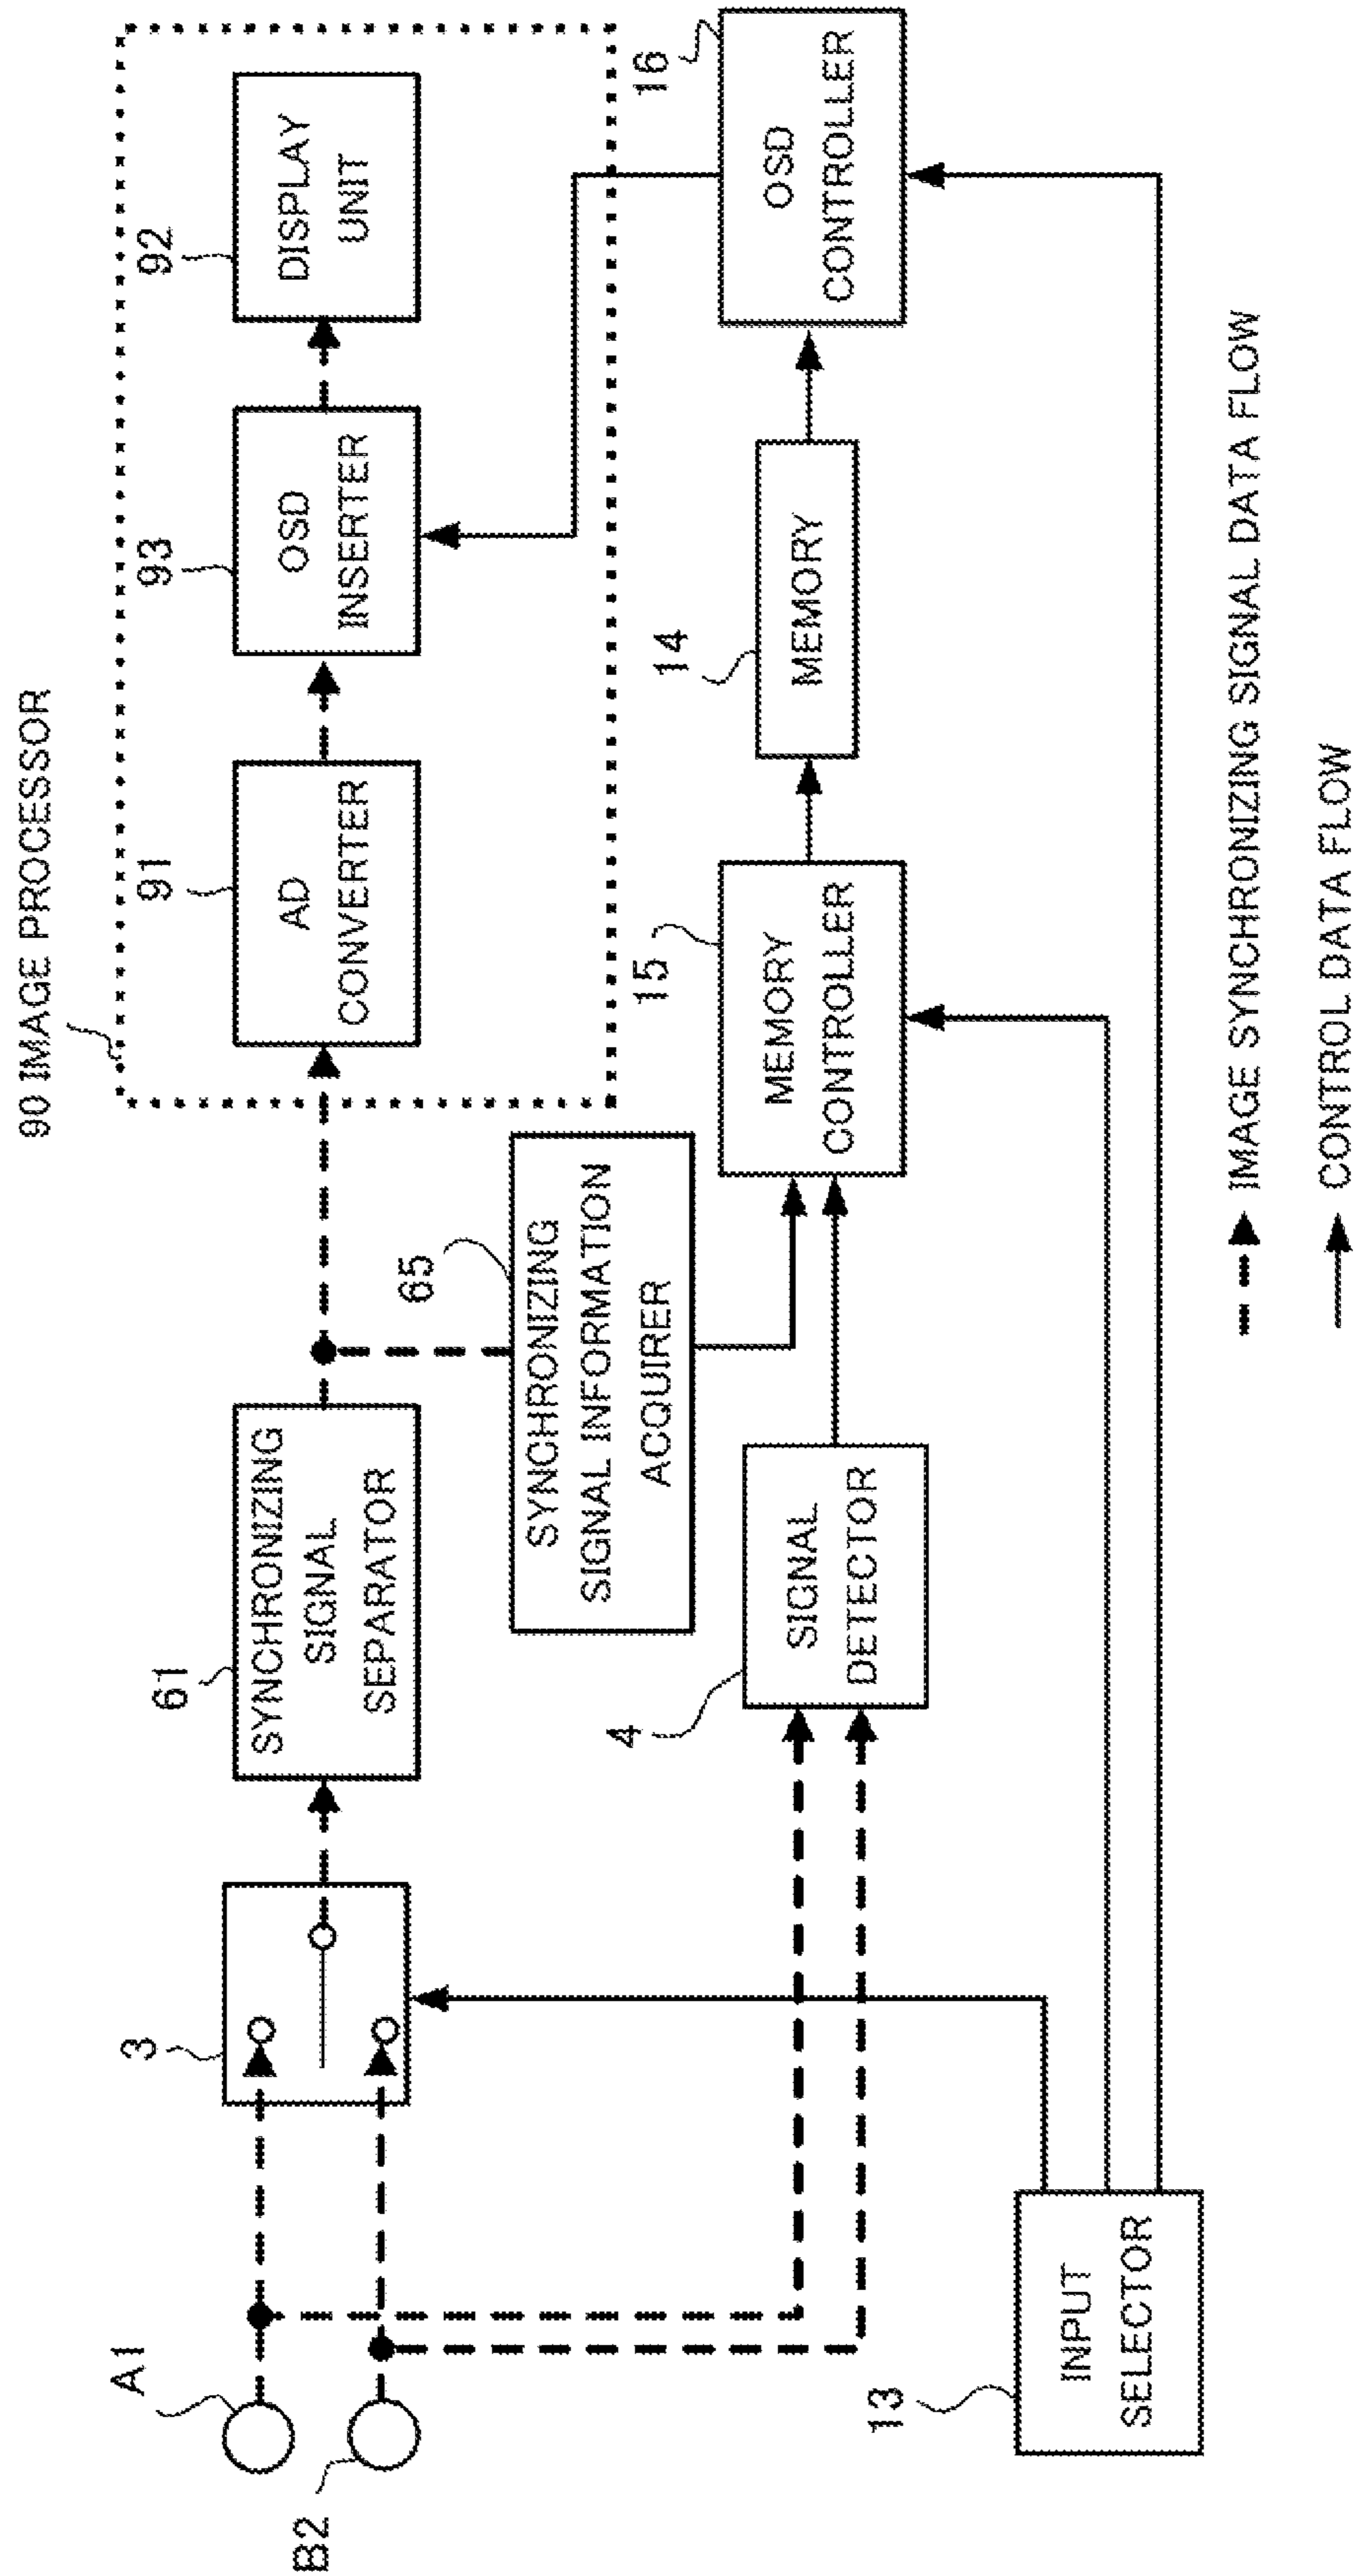 90 IMAGE PROCESSOR
A1
B2
3
61
SYNCHRONIZING
SIGNAL
SEPARATOR
91
AD
CONVERTER
93
OSD
INSERTER
92
DISPLAY
UNIT
65
SYNCHRONIZING
SIGNAL INFORMATION
ACQUIRER
4
SIGNAL
DETECTOR
15
MEMORY
CONTROLLER
14
MEMORY
16
OSD
CONTROLLER
13
INPUT
SELECTOR
IMAGE SYNCHRONIZING SIGNAL DATA FLOW
CONTROL DATA FLOW